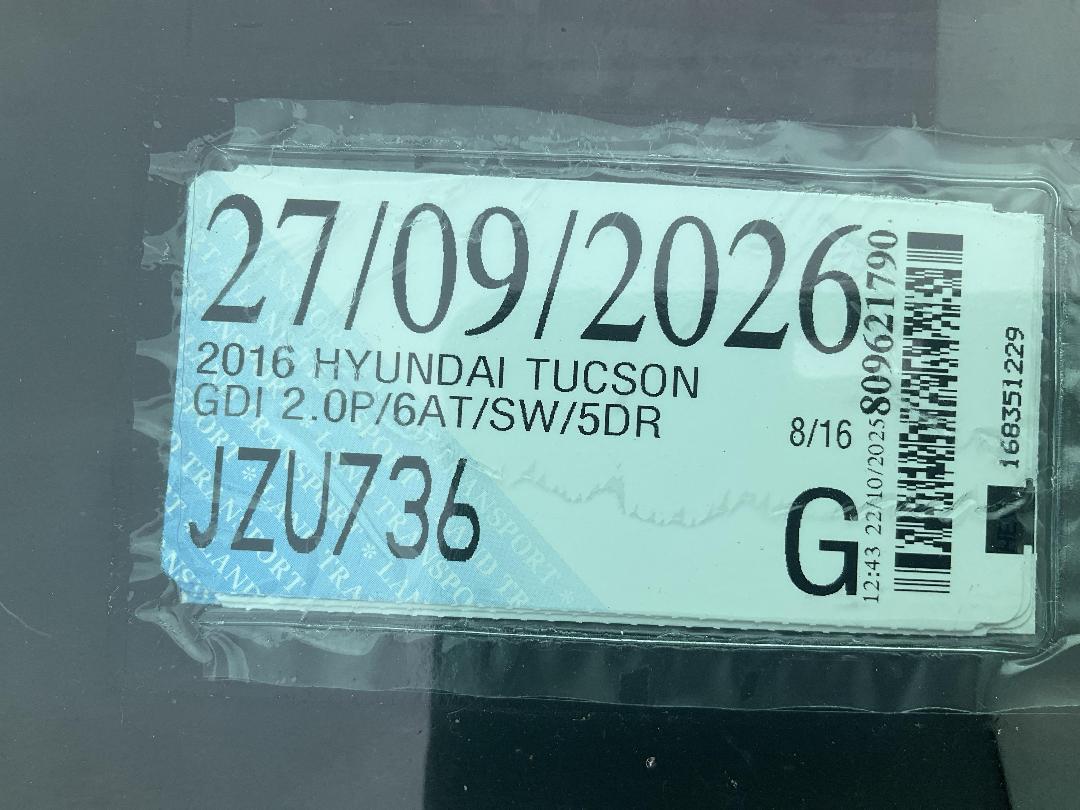 27/09/2026
2016 HYUNDAI TUCSON
GDI 2.0P/6AT/SW/5DR
8/16
JZU736
G
12:43 22/10/2025 809621790
168351229